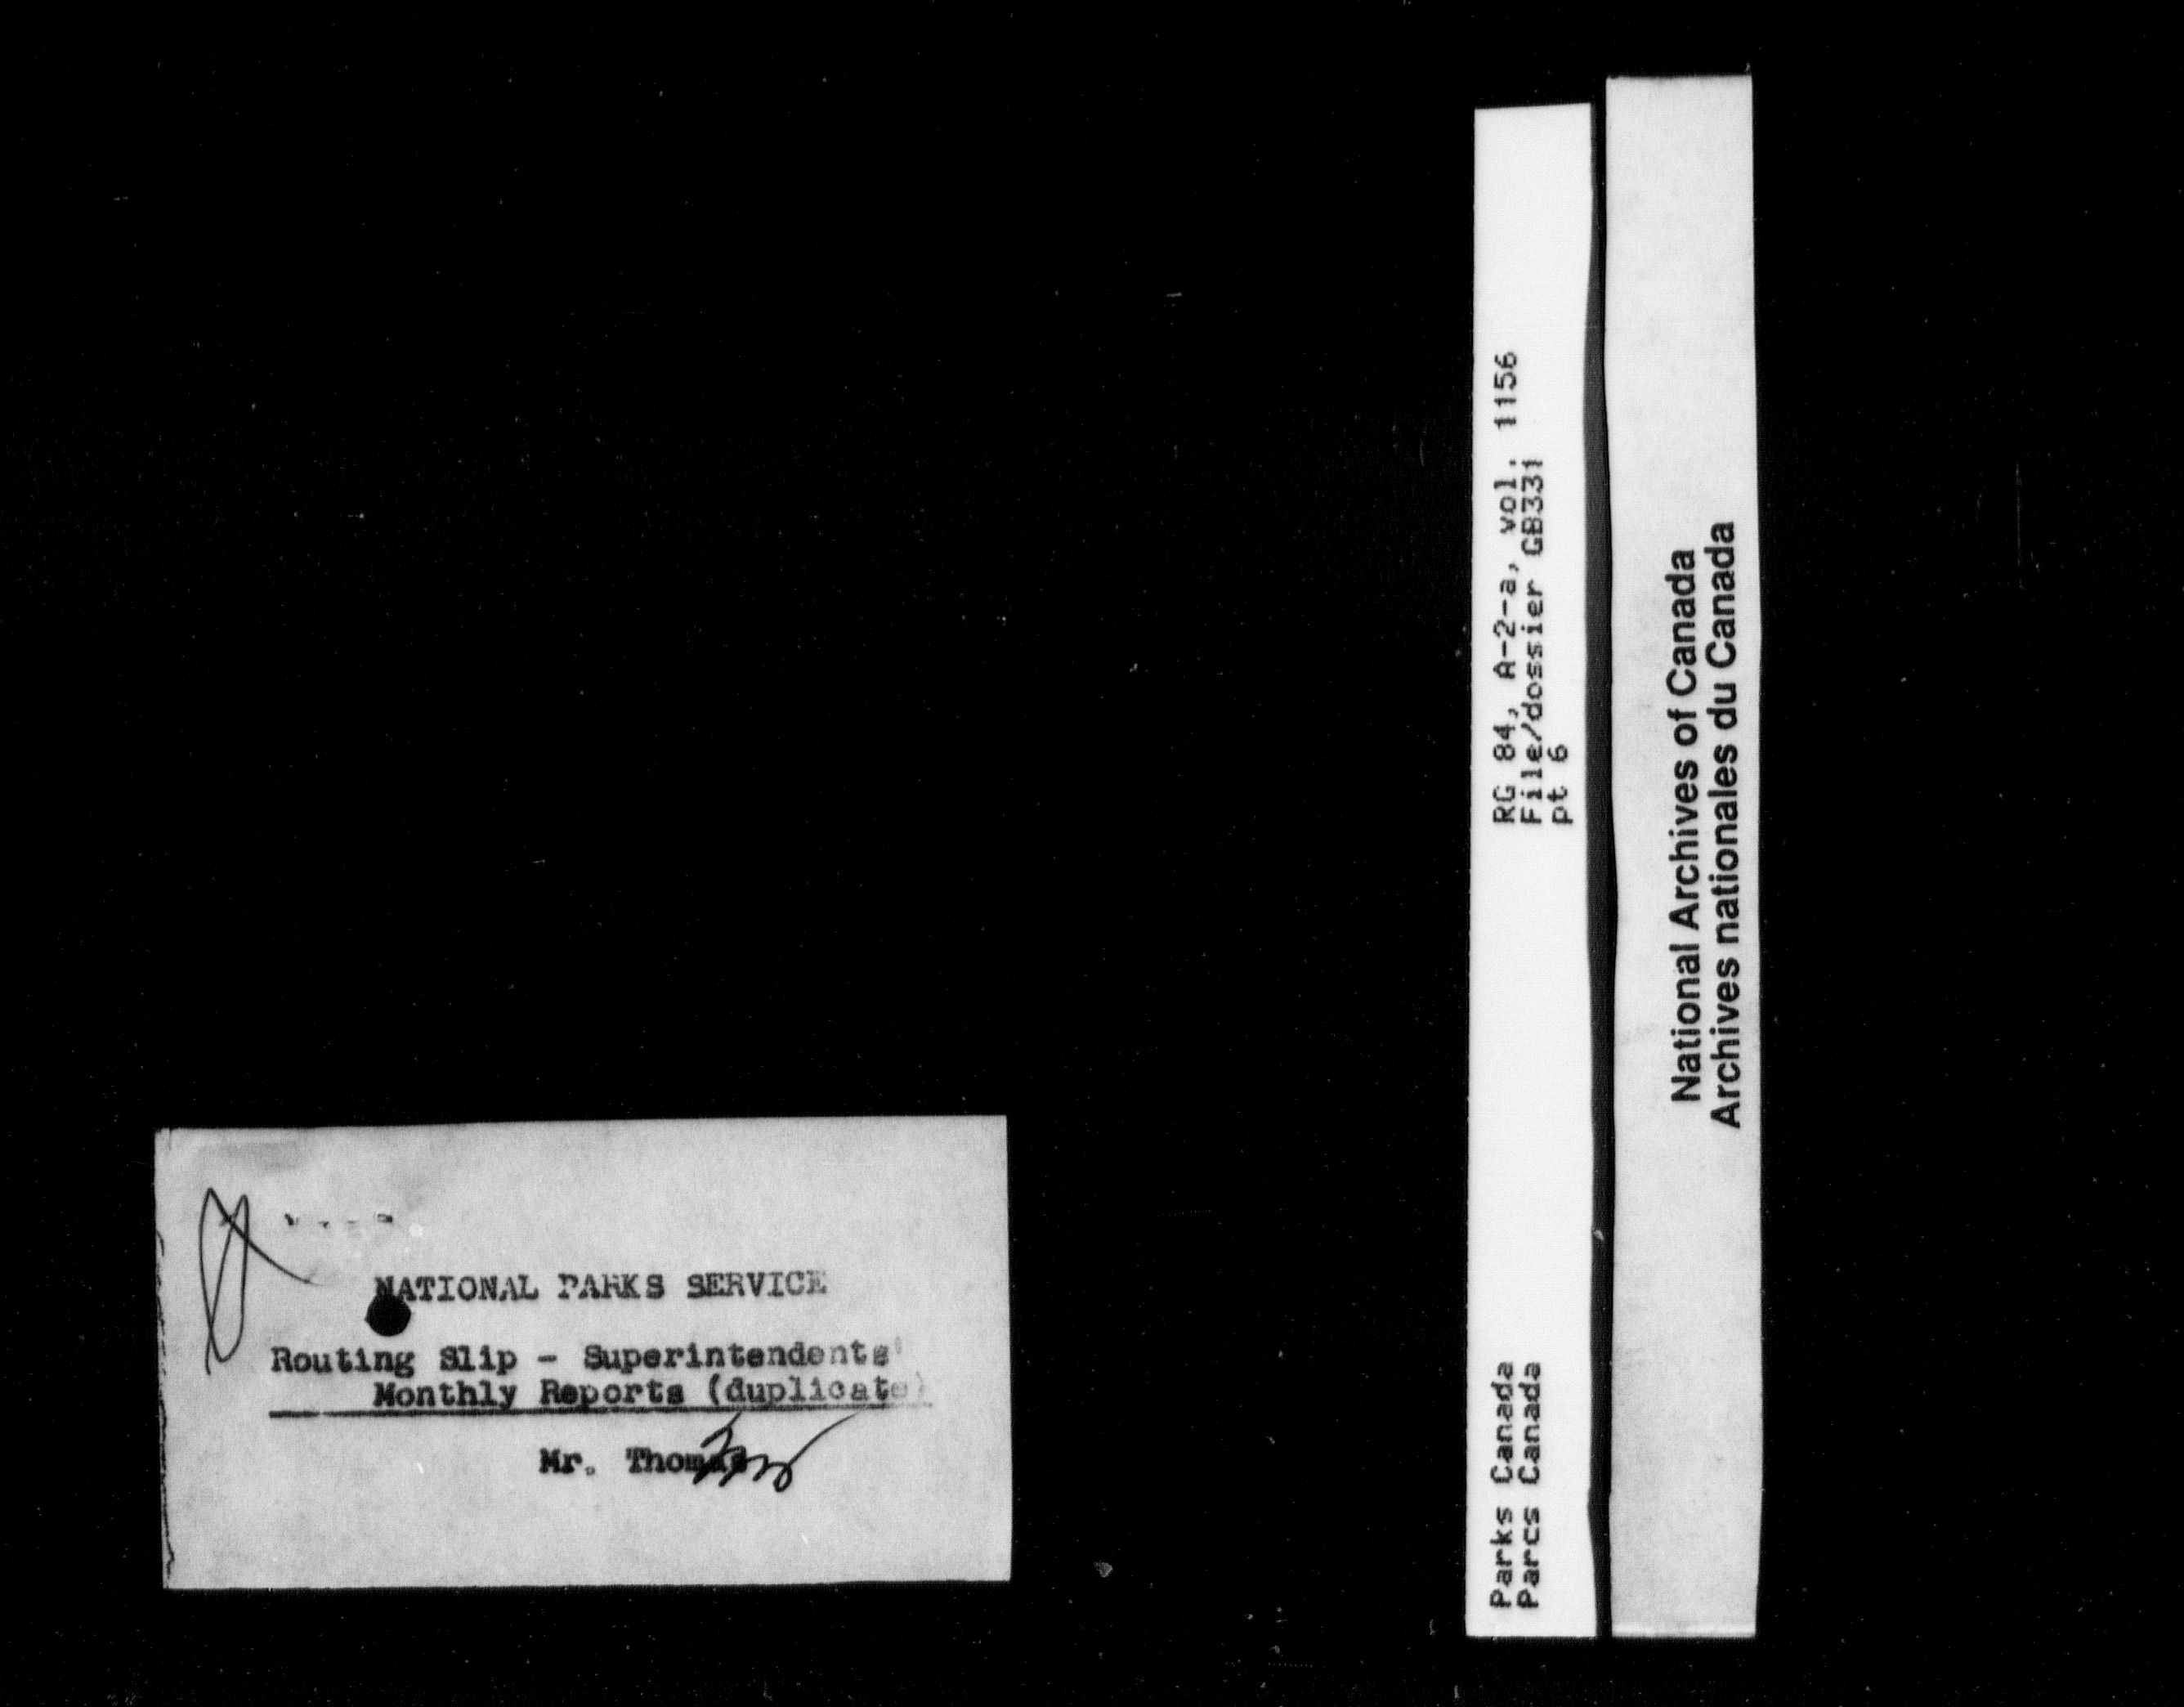 NATIONAL PARKS SERVICE
Routing Slip - Superintendents'
Monthly Reports (duplicate)
Mr. Thomas
Parks Canada
Parcs Canada
RG 84, A-2-a, vol. 1156
File/dossier GB331
pt 6
National Archives of Canada
Archives nationales du Canada